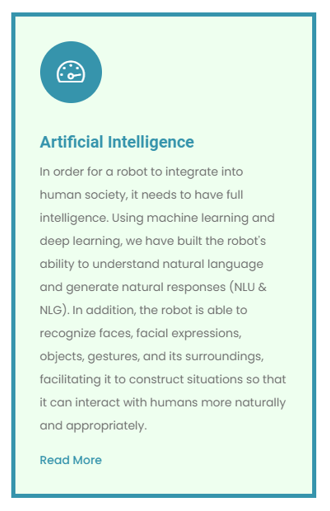 Artificial Intelligence
In order for a robot to integrate into
human society, it needs to have full
intelligence. Using machine learning and
deep learning, we have built the robot's
ability to understand natural language
and generate natural responses (NLU &
NLG). In addition, the robot is able to
recognize faces, facial expressions,
objects, gestures, and its surroundings,
facilitating it to construct situations so that
it can interact with humans more naturally
and appropriately.
Read More